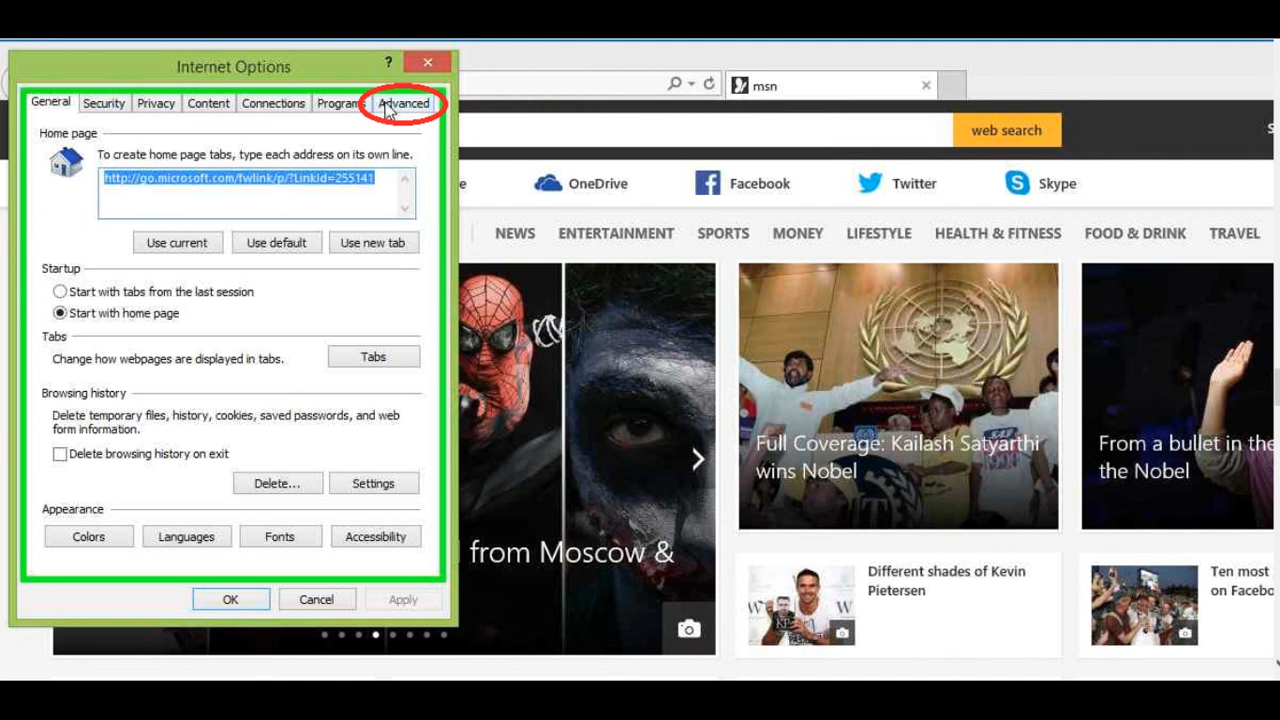 Internet Options
?
General Security Privacy Content Connections Programs Advanced
Home page
To create home page tabs, type each address on its own line.
http://go.microsoft.com/fwlink/p/?LinkId=255141
Use current Use default Use new tab
Startup
Start with tabs from the last session
Start with home page
Tabs
Change how webpages are displayed in tabs.
Tabs
Browsing history
Delete temporary files, history, cookies, saved passwords, and web
form information.
Delete browsing history on exit
Delete... Settings
Appearance
Colors Languages Fonts Accessibility
OK Cancel Apply
msn
web search
OneDrive Facebook Twitter Skype
NEWS ENTERTAINMENT SPORTS MONEY LIFESTYLE HEALTH & FITNESS FOOD & DRINK TRAVEL
from Moscow &
Full Coverage: Kailash Satyarthi
wins Nobel
From a bullet in the
the Nobel
Different shades of Kevin
Pietersen
Ten most
on Facebo